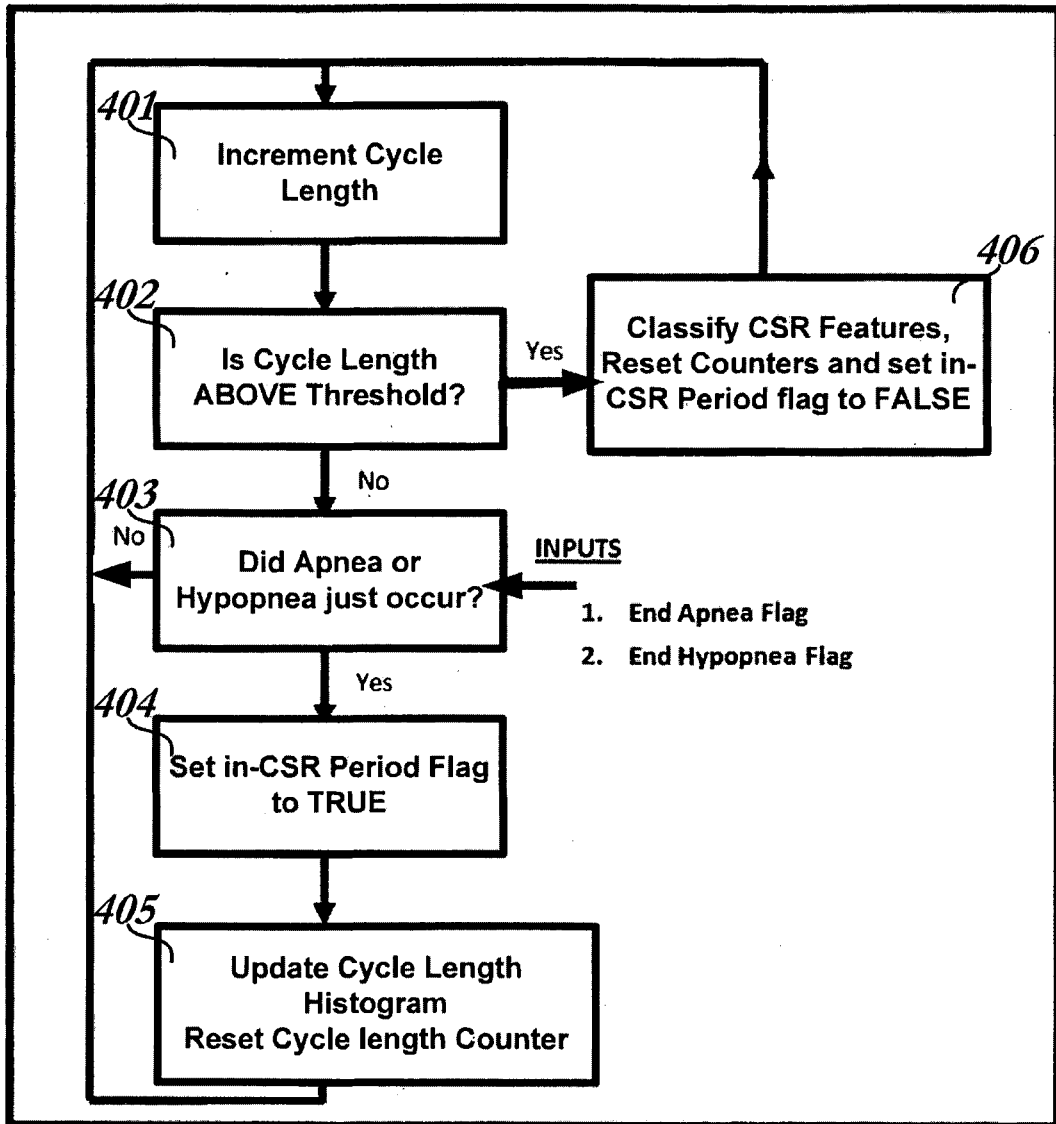 401
Increment Cycle
Length
402
Is Cycle Length
ABOVE Threshold?
Yes
406
Classify CSR Features,
Reset Counters and set in-
CSR Period flag to FALSE
No
403
No
Did Apnea or
Hypopnea just occur?
INPUTS
1. End Apnea Flag
2. End Hypopnea Flag
Yes
404
Set in-CSR Period Flag
to TRUE
405
Update Cycle Length
Histogram
Reset Cycle length Counter